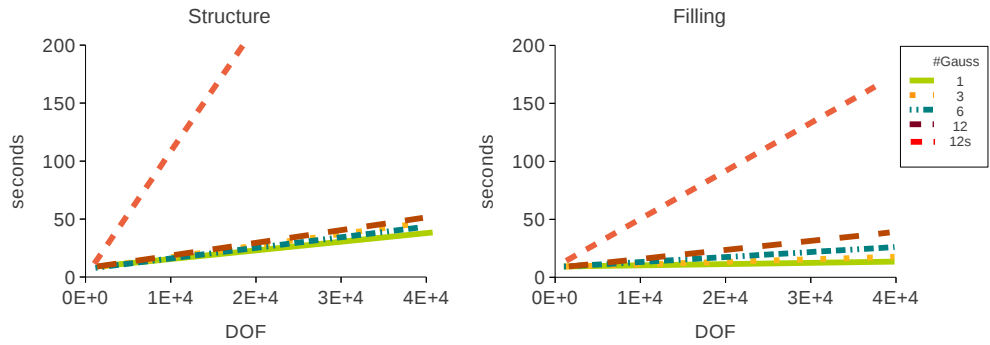 Structure
200
150
100
50
0
0E+0 1E+4 2E+4 3E+4 4E+4
seconds
DOF
Filling
200
150
100
50
0
0E+0 1E+4 2E+4 3E+4 4E+4
seconds
DOF
#Gauss
1
3
6
12
12s